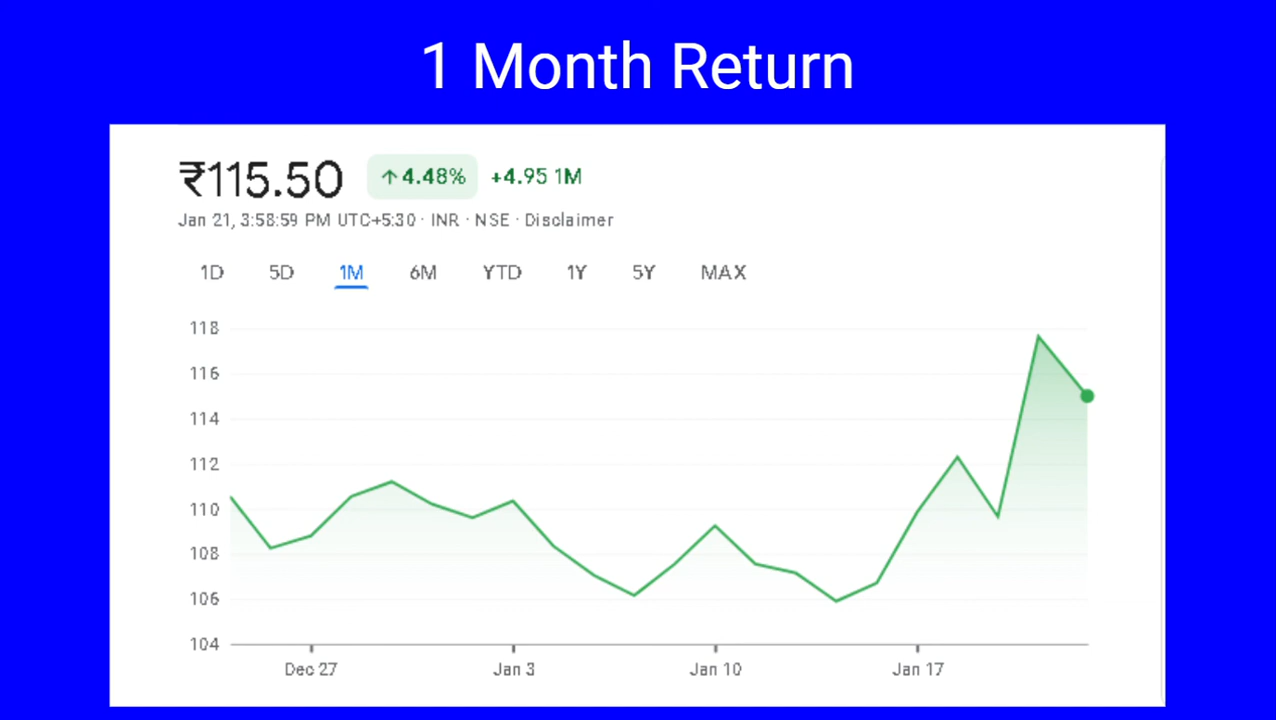 1 Month Return
₹115.50 ↑4.48% +4.95 1M
Jan 21, 3:58:59 PM UTC+5:30 · INR · NSE · Disclaimer
1D 5D 1M 6M YTD 1Y 5Y MAX
118
116
114
112
110
108
106
104
Dec 27 Jan 3 Jan 10 Jan 17